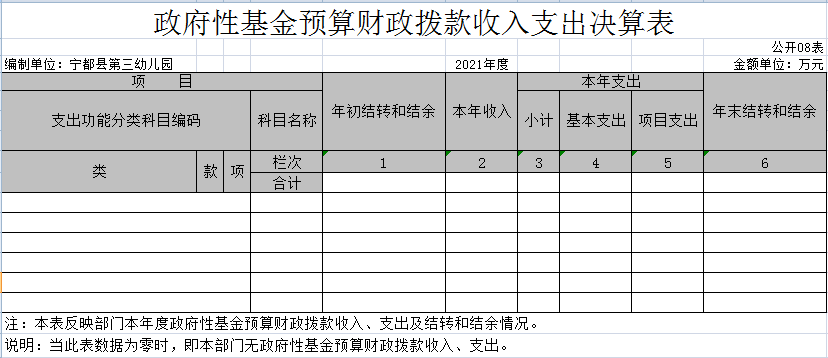 政府性基金预算财政拨款收入支出决算表
公开08表
编制单位：宁都县第三幼儿园 2021年度 金额单位：万元
项 目 年初结转和结余 本年收入 本年支出 年末结转和结余
支出功能分类科目编码 科目名称 小计 基本支出 项目支出
类 款 项 栏次 1 2 3 4 5 6
合计
注：本表反映部门本年度政府性基金预算财政拨款收入、支出及结转和结余情况。
说明：当此表数据为零时，即本部门无政府性基金预算财政拨款收入、支出。